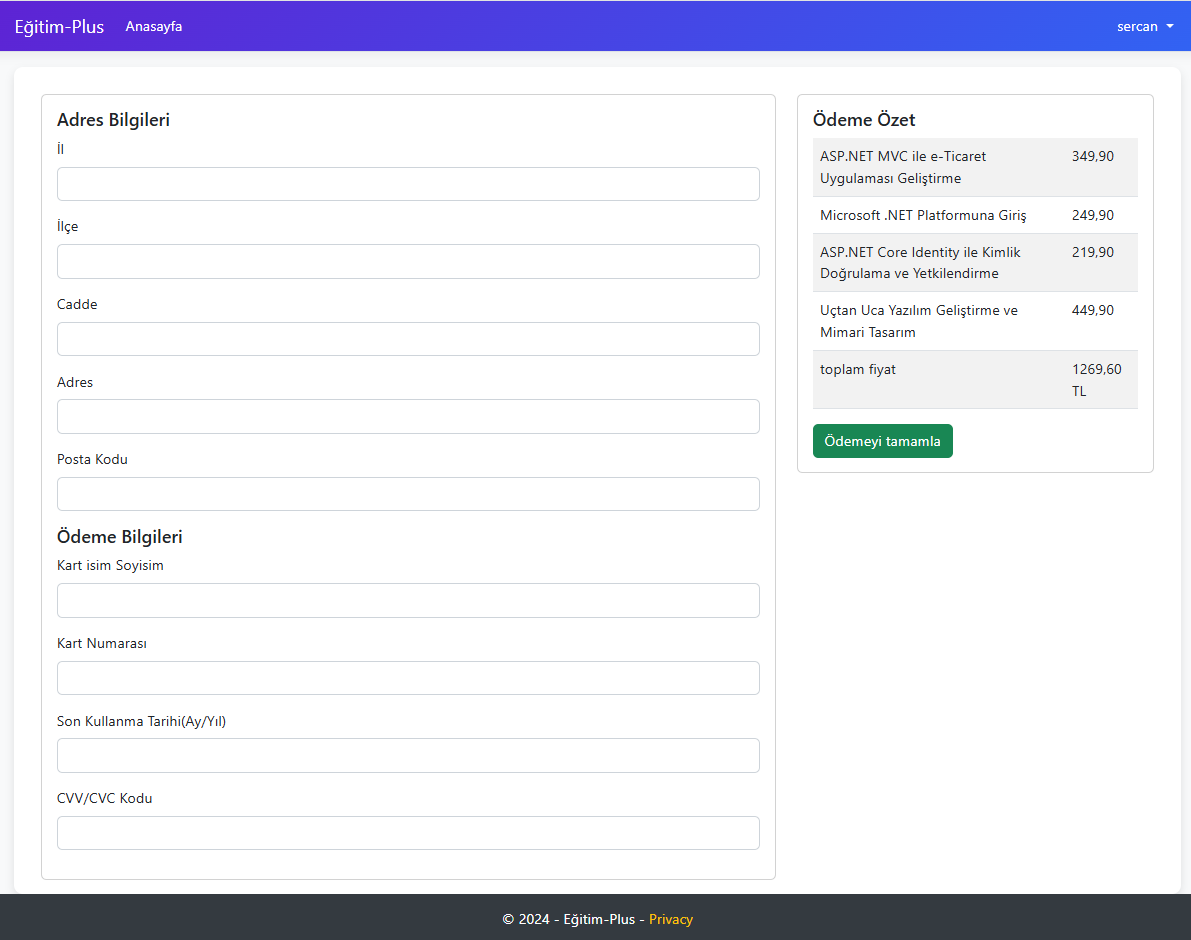 Eğitim-Plus Anasayfa sercan
Adres Bilgileri
İl
İlçe
Cadde
Adres
Posta Kodu
Ödeme Bilgileri
Kart isim Soyisim
Kart Numarası
Son Kullanma Tarihi(Ay/Yıl)
CVV/CVC Kodu
Ödeme Özet
ASP.NET MVC ile e-Ticaret 349,90
Uygulaması Geliştirme
Microsoft .NET Platformuna Giriş 249,90
ASP.NET Core Identity ile Kimlik 219,90
Doğrulama ve Yetkilendirme
Uçtan Uca Yazılım Geliştirme ve 449,90
Mimari Tasarım
toplam fiyat 1269,60
TL
Ödemeyi tamamla
© 2024 - Eğitim-Plus - Privacy